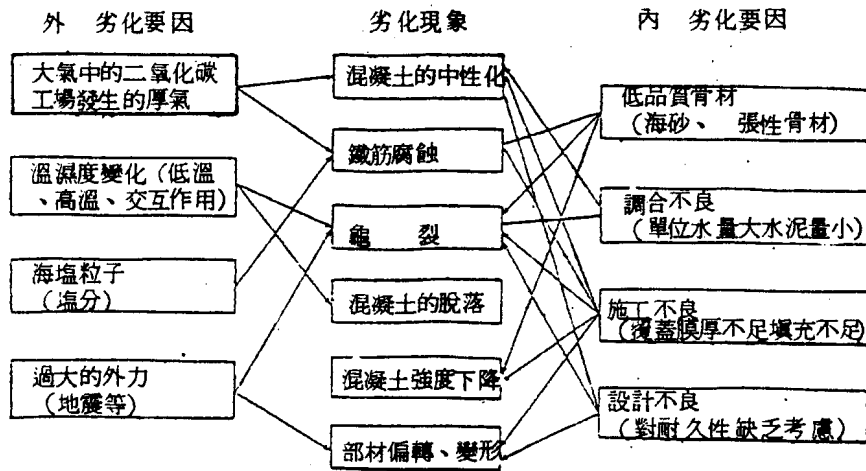 外 劣化要因
大氣中的二氧化碳
工場發生的厚氣
溫濕度變化(低溫
、高溫、交互作用)
海塩粒子
(塩分)
過大的外力
(地震等)
劣化現象
混凝土的中性化
鐵筋腐蝕
龜 裂
混凝土的脫落
混凝土強度下降
部材偏轉、變形
內 劣化要因
低品質骨材
(海砂、 張性骨材)
調合不良
(單位水量大水泥量小)
施工不良
(覆蓋膜厚不足填充不足)
設計不良
(對耐久性缺乏考慮)